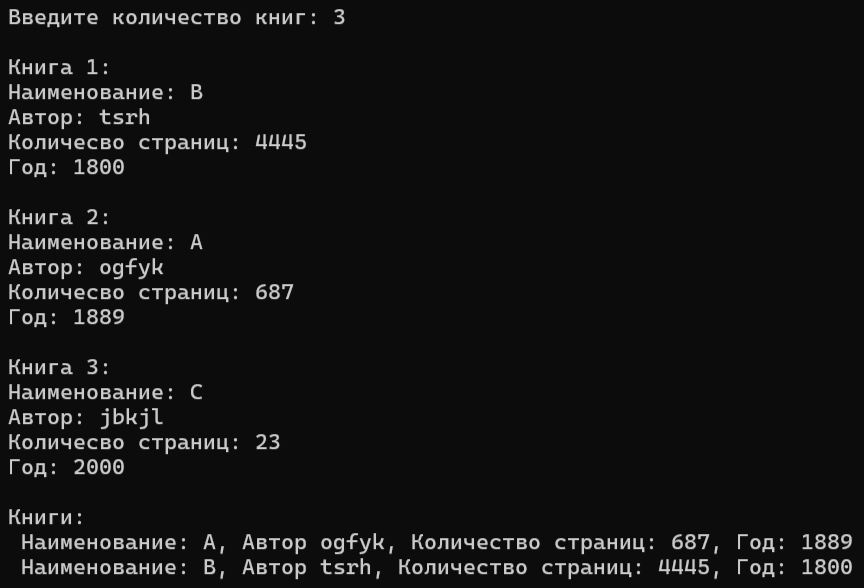 Введите количество книг: 3
Книга 1:
Наименование: B
Автор: tsrh
Количесво страниц: 4445
Год: 1800
Книга 2:
Наименование: A
Автор: ogfyk
Количесво страниц: 687
Год: 1889
Книга 3:
Наименование: C
Автор: jbkjl
Количесво страниц: 23
Год: 2000
Книги:
Наименование: A, Автор ogfyk, Количество страниц: 687, Год: 1889
Наименование: B, Автор tsrh, Количество страниц: 4445, Год: 1800